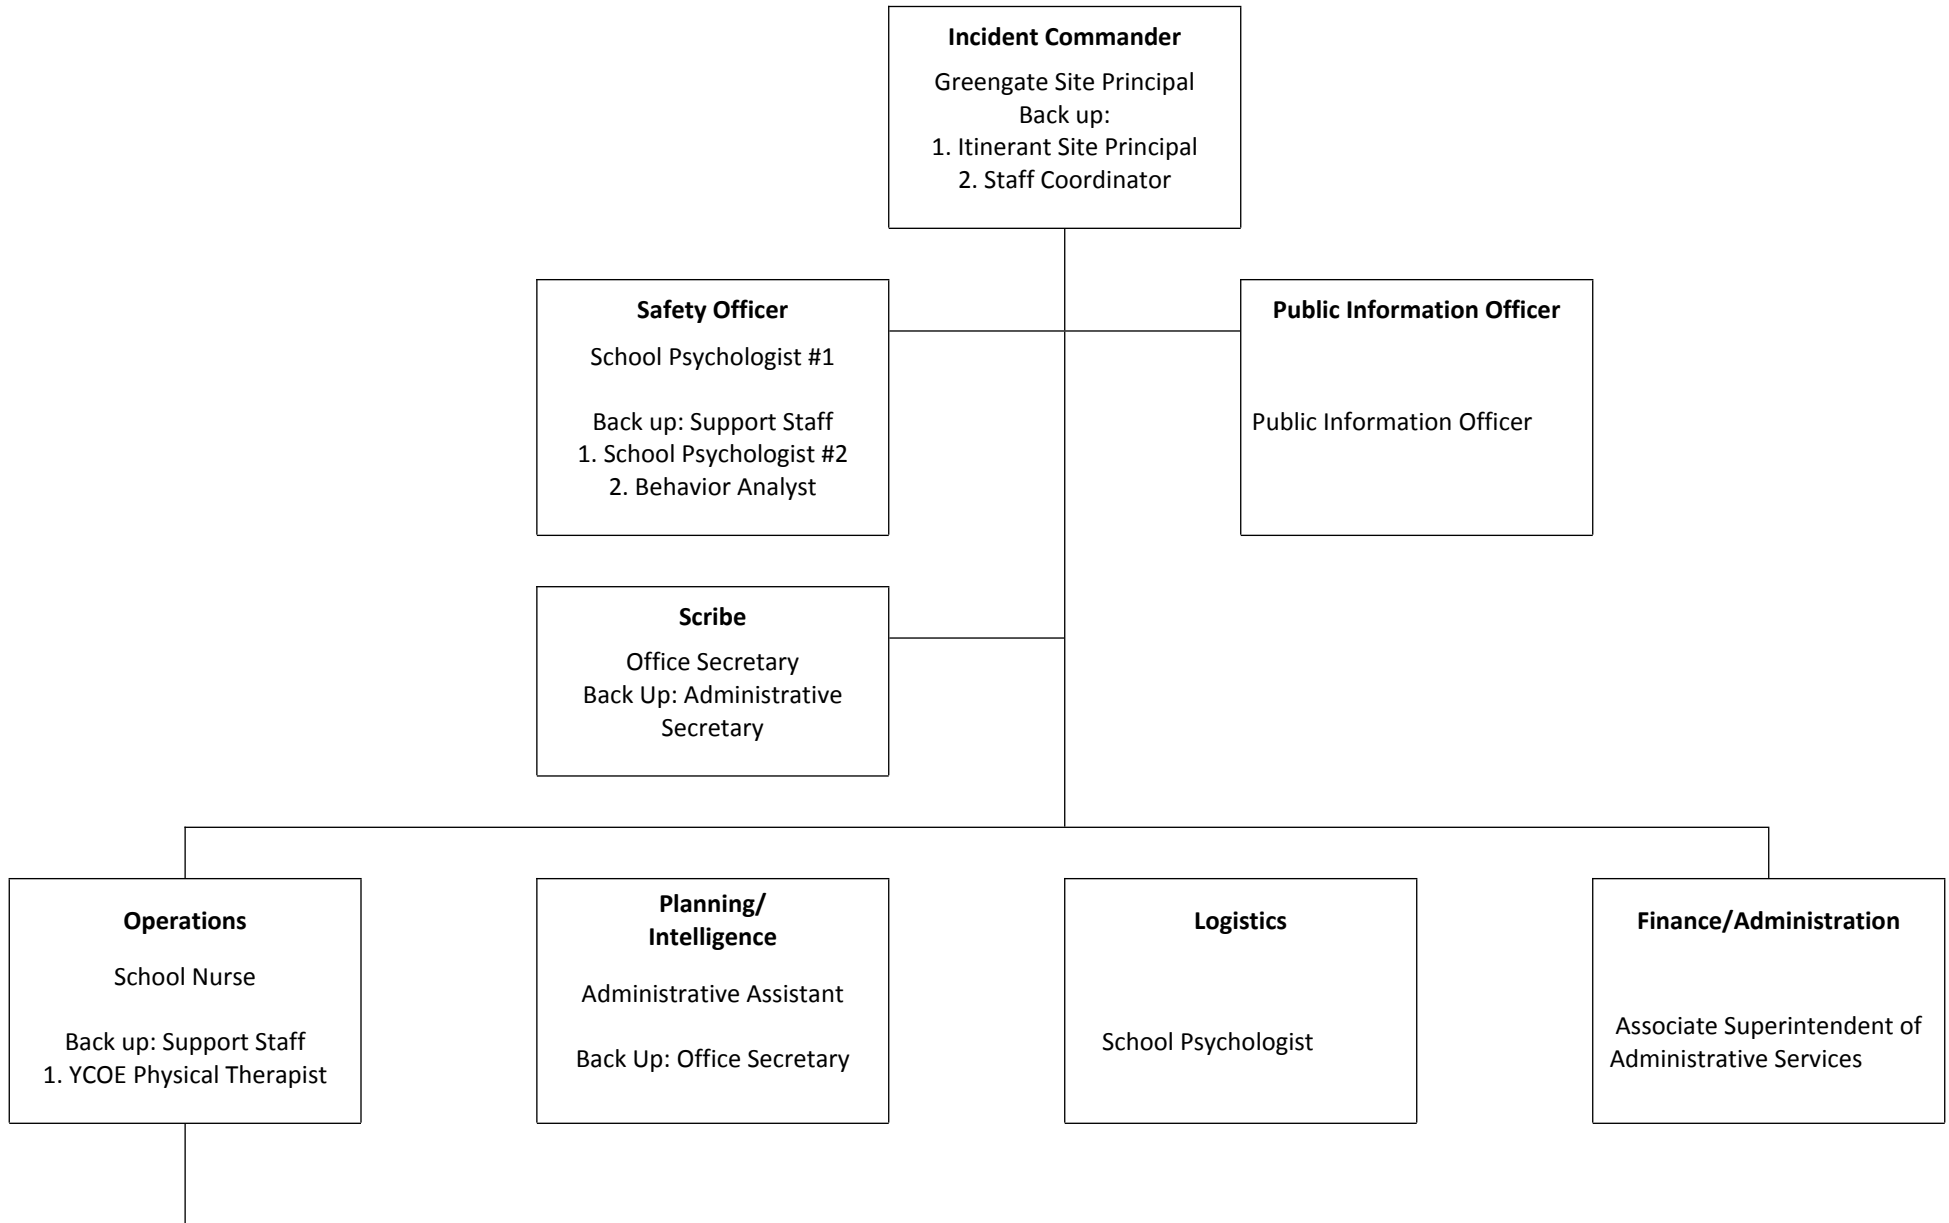 Incident Commander
Greengate Site Principal
Back up:
1. Itinerant Site Principal
2. Staff Coordinator
Safety Officer
School Psychologist #1
Back up: Support Staff
1. School Psychologist #2
2. Behavior Analyst
Public Information Officer
Public Information Officer
Scribe
Office Secretary
Back Up: Administrative
Secretary
Operations
School Nurse
Back up: Support Staff
1. YCOE Physical Therapist
Planning/
Intelligence
Administrative Assistant
Back Up: Office Secretary
Logistics
School Psychologist
Finance/Administration
Associate Superintendent of
Administrative Services